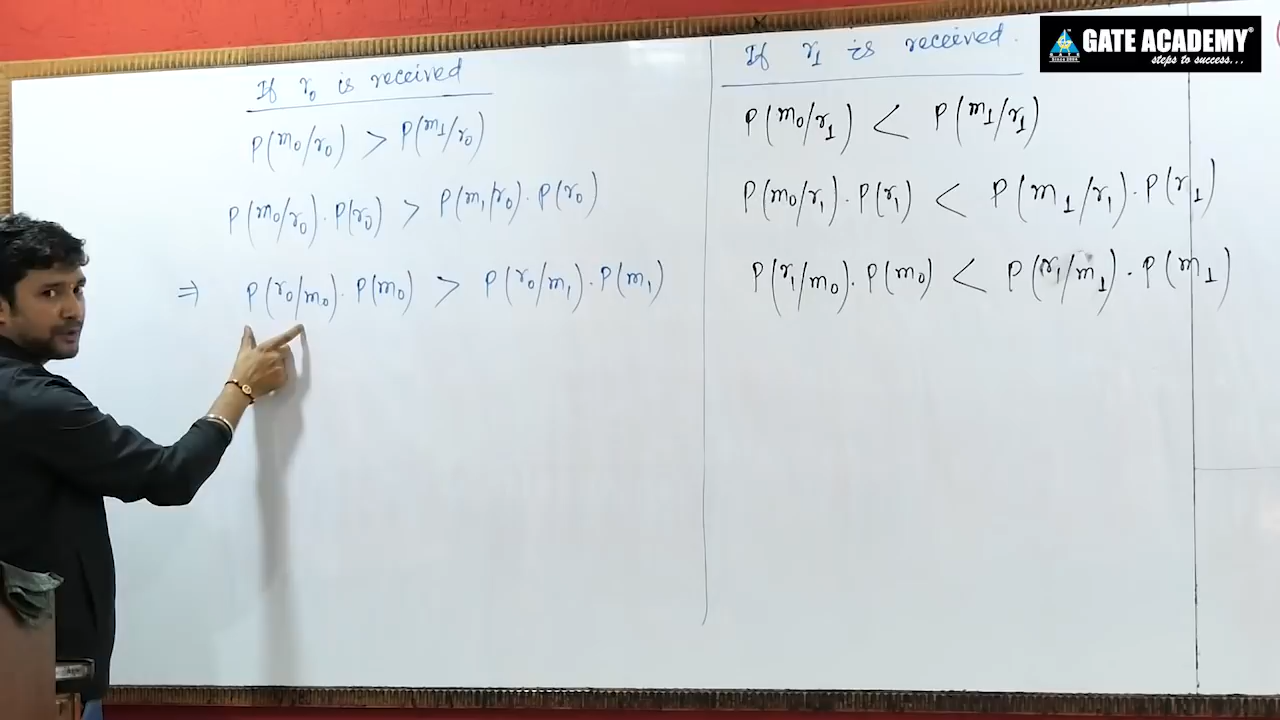 GATE ACADEMY®
steps to success...
If r₀ is received
P(m₀/r₀) > P(m₁/r₀)
P(m₀/r₀) · P(r₀) > P(m₁/r₀) · P(r₀)
⇒ P(r₀/m₀) · P(m₀) > P(r₀/m₁) · P(m₁)
If r₁ is received.
P(m₀/r₁) < P(m₁/r₁)
P(m₀/r₁) · P(r₁) < P(m₁/r₁) · P(r₁)
P(r₁/m₀) · P(m₀) < P(r₁/m₁) · P(m₁)